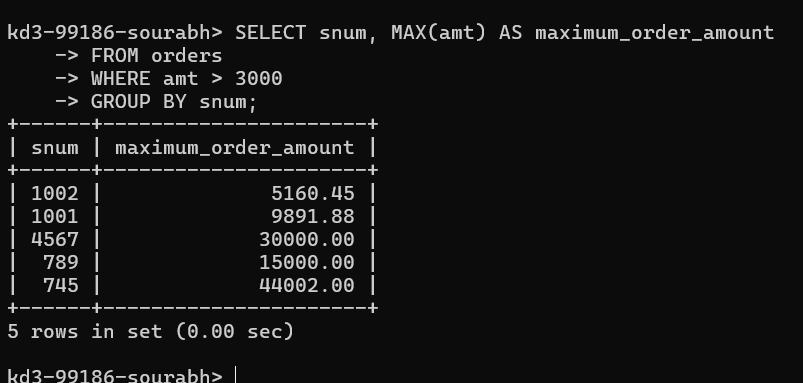 kd3-99186-sourabh> SELECT snum, MAX(amt) AS maximum_order_amount
    -> FROM orders
    -> WHERE amt > 3000
    -> GROUP BY snum;
+------+----------------------+
| snum | maximum_order_amount |
+------+----------------------+
| 1002 |              5160.45 |
| 1001 |              9891.88 |
| 4567 |             30000.00 |
|  789 |             15000.00 |
|  745 |             44002.00 |
+------+----------------------+
5 rows in set (0.00 sec)
kd3-99186-sourabh>